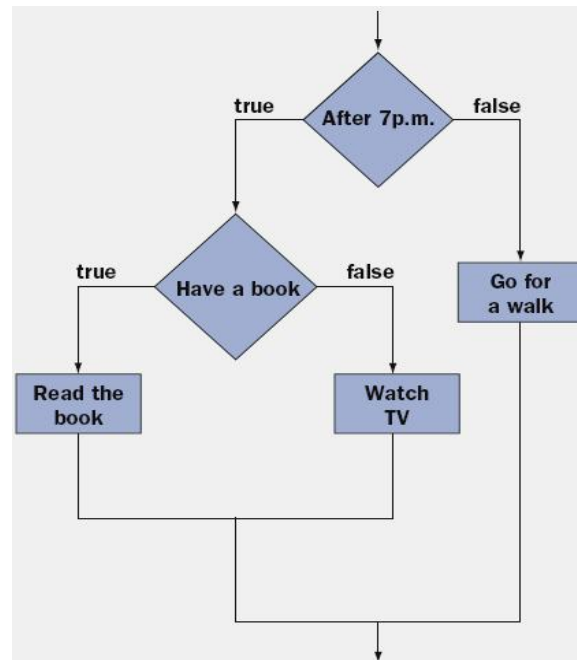 After 7p.m.
true
false
Have a book
true
false
Go for
a walk
Read the
book
Watch
TV